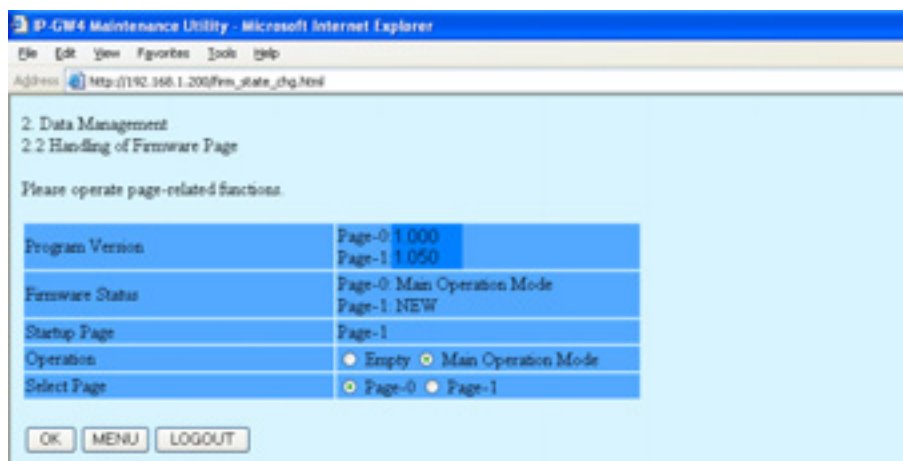 IP-GW4 Maintenance Utility - Microsoft Internet Explorer
File Edit View Favorites Tools Help
Address http://192.168.1.200/firm_state_chg.html
2. Data Management
2.2 Handling of Firmware Page
Please operate page-related functions.
Program Version Page-0: 1.000
Page-1: 1.050
Firmware Status Page-0: Main Operation Mode
Page-1: NEW
Startup Page Page-1
Operation Empty Main Operation Mode
Select Page Page-0 Page-1
OK MENU LOGOUT